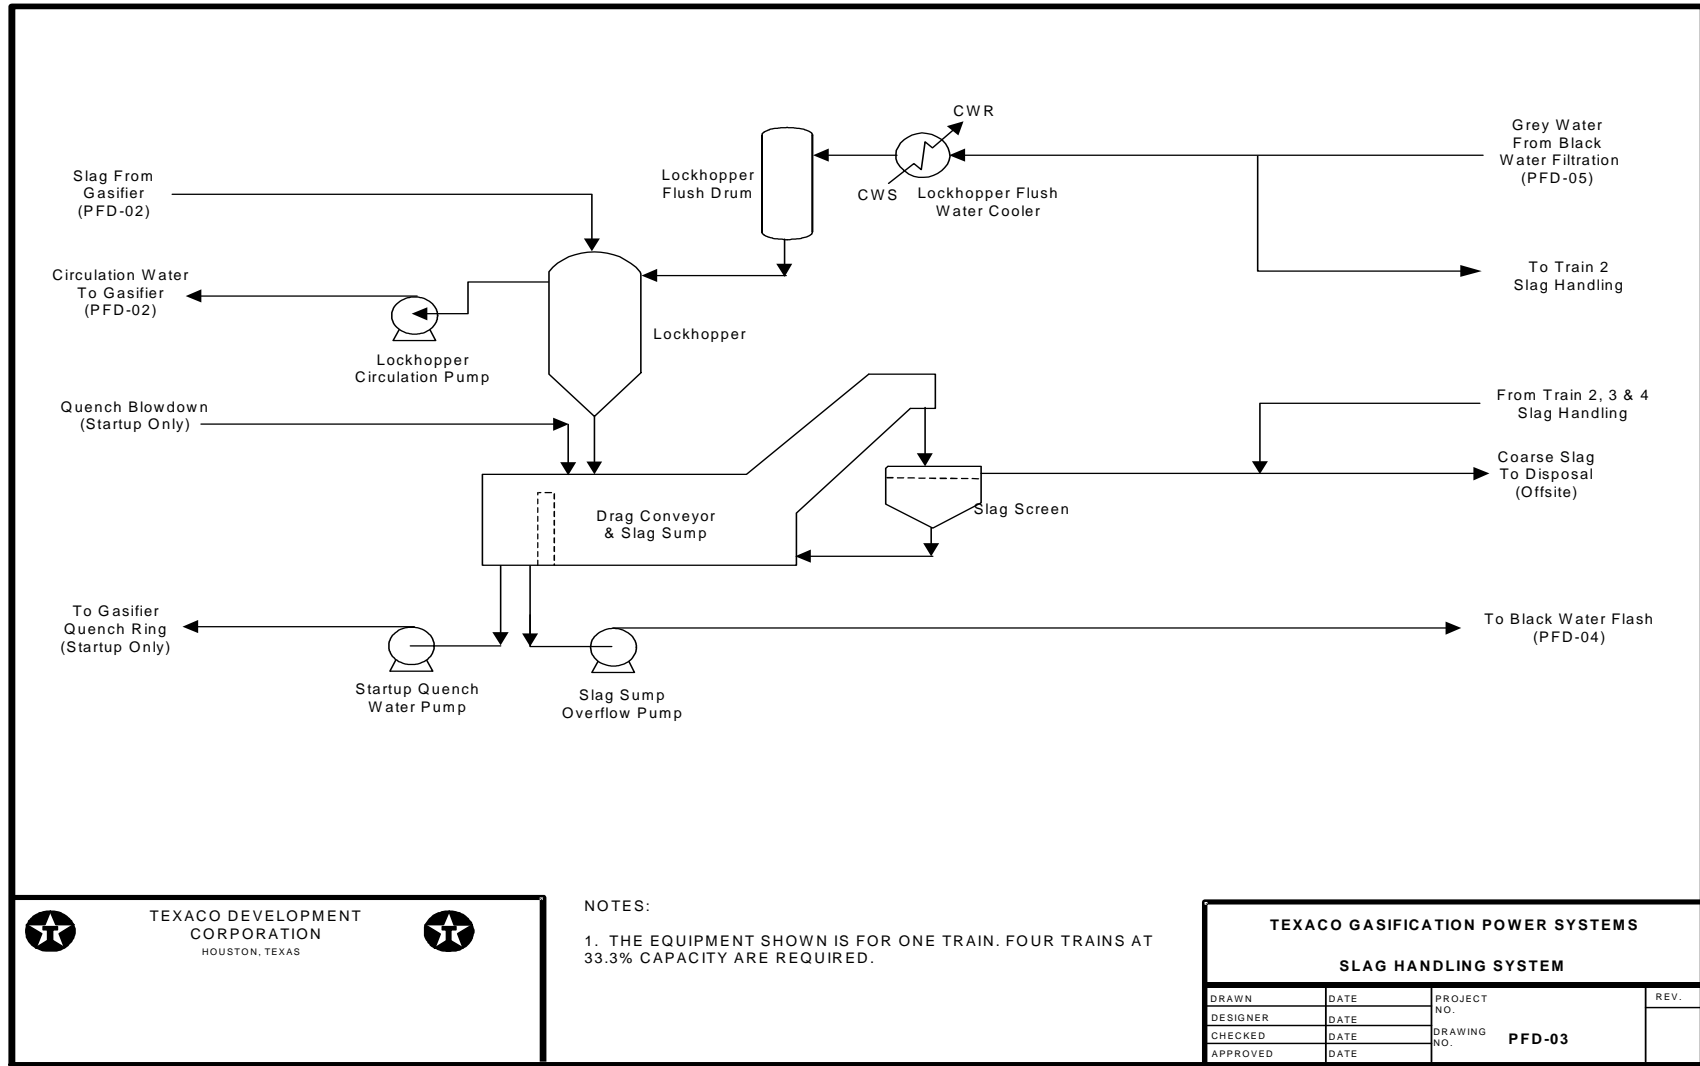 CWR
Grey Water
From Black
Water Filtration
(PFD-05)
Slag From
Gasifier
(PFD-02)
Lockhopper
Flush Drum
CWS
Lockhopper Flush
Water Cooler
Circulation Water
To Gasifier
(PFD-02)
To Train 2
Slag Handling
Lockhopper
Lockhopper
Circulation Pump
Quench Blowdown
(Startup Only)
From Train 2, 3 & 4
Slag Handling
Coarse Slag
To Disposal
(Offsite)
Slag Screen
Drag Conveyor
& Slag Sump
To Gasifier
Quench Ring
(Startup Only)
To Black Water Flash
(PFD-04)
Startup Quench
Water Pump
Slag Sump
Overflow Pump
TEXACO DEVELOPMENT
CORPORATION
HOUSTON, TEXAS
NOTES:
1. THE EQUIPMENT SHOWN IS FOR ONE TRAIN. FOUR TRAINS AT
33.3% CAPACITY ARE REQUIRED.
TEXACO GASIFICATION POWER SYSTEMS
SLAG HANDLING SYSTEM
DRAWN DATE
DESIGNER DATE
CHECKED DATE
APPROVED DATE
PROJECT
NO.
DRAWING
NO.
PFD-03
REV.